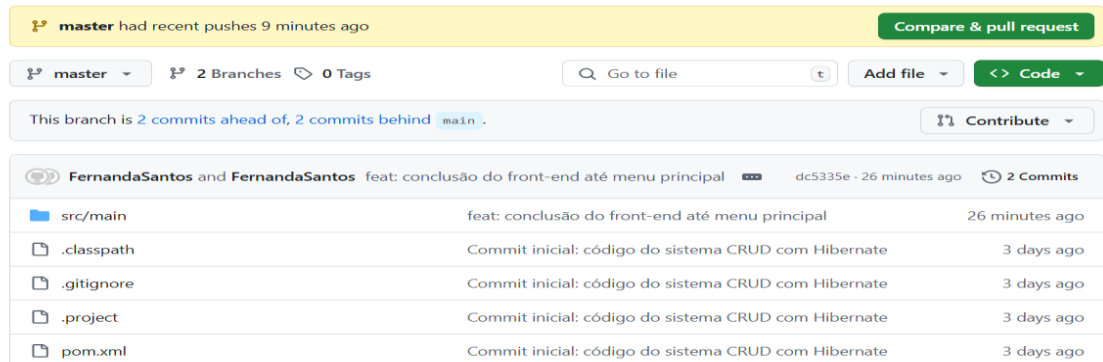 master had recent pushes 9 minutes ago Compare & pull request
master 2 Branches 0 Tags Go to file t Add file <> Code
This branch is 2 commits ahead of, 2 commits behind main . Contribute
FernandaSantos and FernandaSantos feat: conclusão do front-end até menu principal dc5335e · 26 minutes ago 2 Commits
src/main feat: conclusão do front-end até menu principal 26 minutes ago
.classpath Commit inicial: código do sistema CRUD com Hibernate 3 days ago
.gitignore Commit inicial: código do sistema CRUD com Hibernate 3 days ago
.project Commit inicial: código do sistema CRUD com Hibernate 3 days ago
pom.xml Commit inicial: código do sistema CRUD com Hibernate 3 days ago